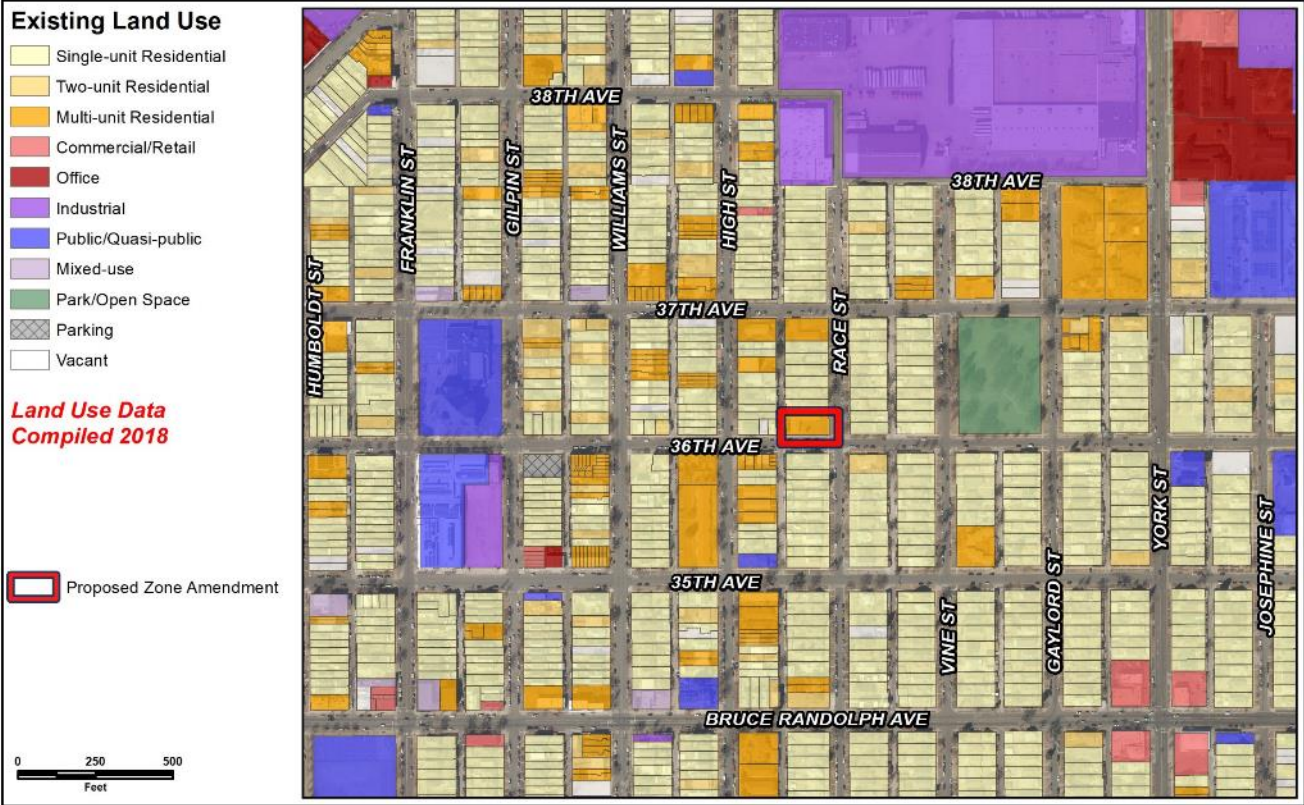 Existing Land Use
Single-unit Residential
Two-unit Residential
Multi-unit Residential
Commercial/Retail
Office
Industrial
Public/Quasi-public
Mixed-use
Park/Open Space
Parking
Vacant
Land Use Data
Compiled 2018
Proposed Zone Amendment
0 250 500
Feet
38TH AVE
FRANKLIN ST
GILPIN ST
WILLIAMS ST
HIGH ST
38TH AVE
HUMBOLDT ST
37TH AVE
RACE ST
36TH AVE
YORK ST
JOSEPHINE ST
35TH AVE
VINE ST
GAYLORD ST
BRUCE RANDOLPH AVE